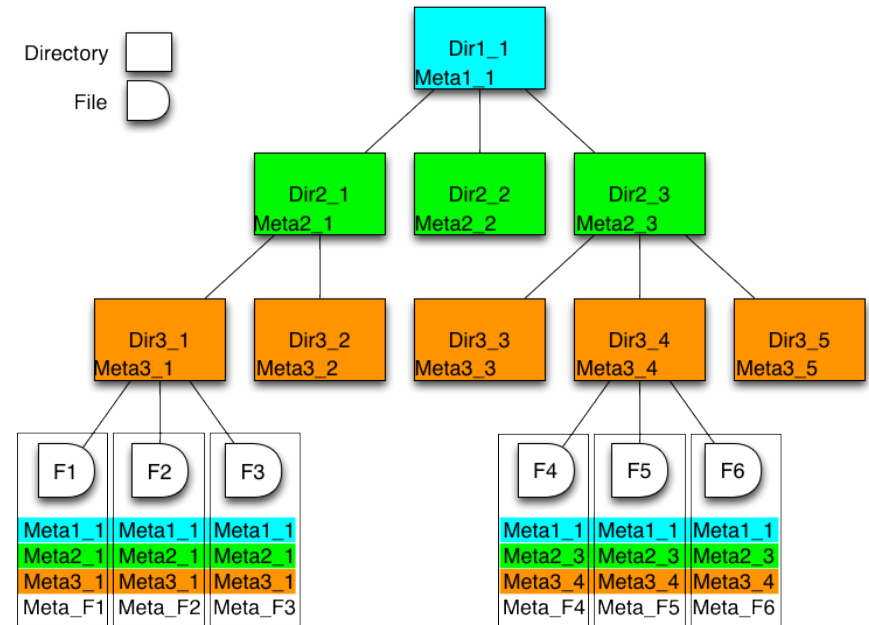 Directory
File
Dir1_1
Meta1_1
Dir2_1
Meta2_1
Dir2_2
Meta2_2
Dir2_3
Meta2_3
Dir3_1
Meta3_1
Dir3_2
Meta3_2
Dir3_3
Meta3_3
Dir3_4
Meta3_4
Dir3_5
Meta3_5
F1
F2
F3
F4
F5
F6
Meta1_1 Meta1_1 Meta1_1 Meta1_1 Meta1_1 Meta1_1
Meta2_1 Meta2_1 Meta2_1 Meta2_3 Meta2_3 Meta2_3
Meta3_1 Meta3_1 Meta3_1 Meta3_4 Meta3_4 Meta3_4
Meta_F1 Meta_F2 Meta_F3 Meta_F4 Meta_F5 Meta_F6